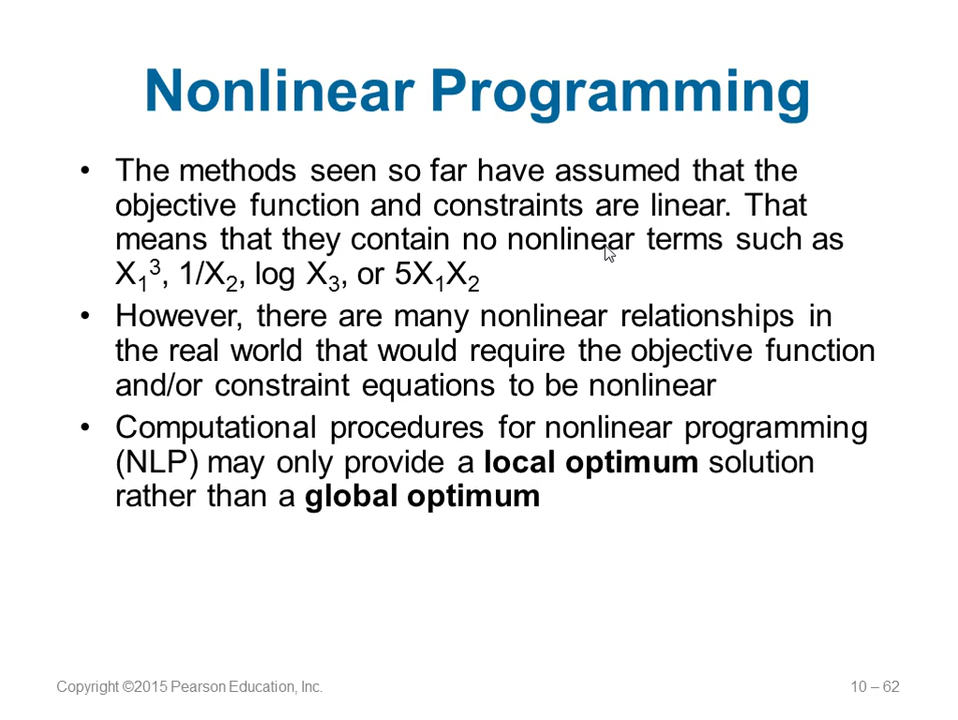 Nonlinear Programming
• The methods seen so far have assumed that the
objective function and constraints are linear. That
means that they contain no nonlinear terms such as
X₁³, 1/X₂, log X₃, or 5X₁X₂
• However, there are many nonlinear relationships in
the real world that would require the objective function
and/or constraint equations to be nonlinear
• Computational procedures for nonlinear programming
(NLP) may only provide a local optimum solution
rather than a global optimum
Copyright ©2015 Pearson Education, Inc.
10 – 62